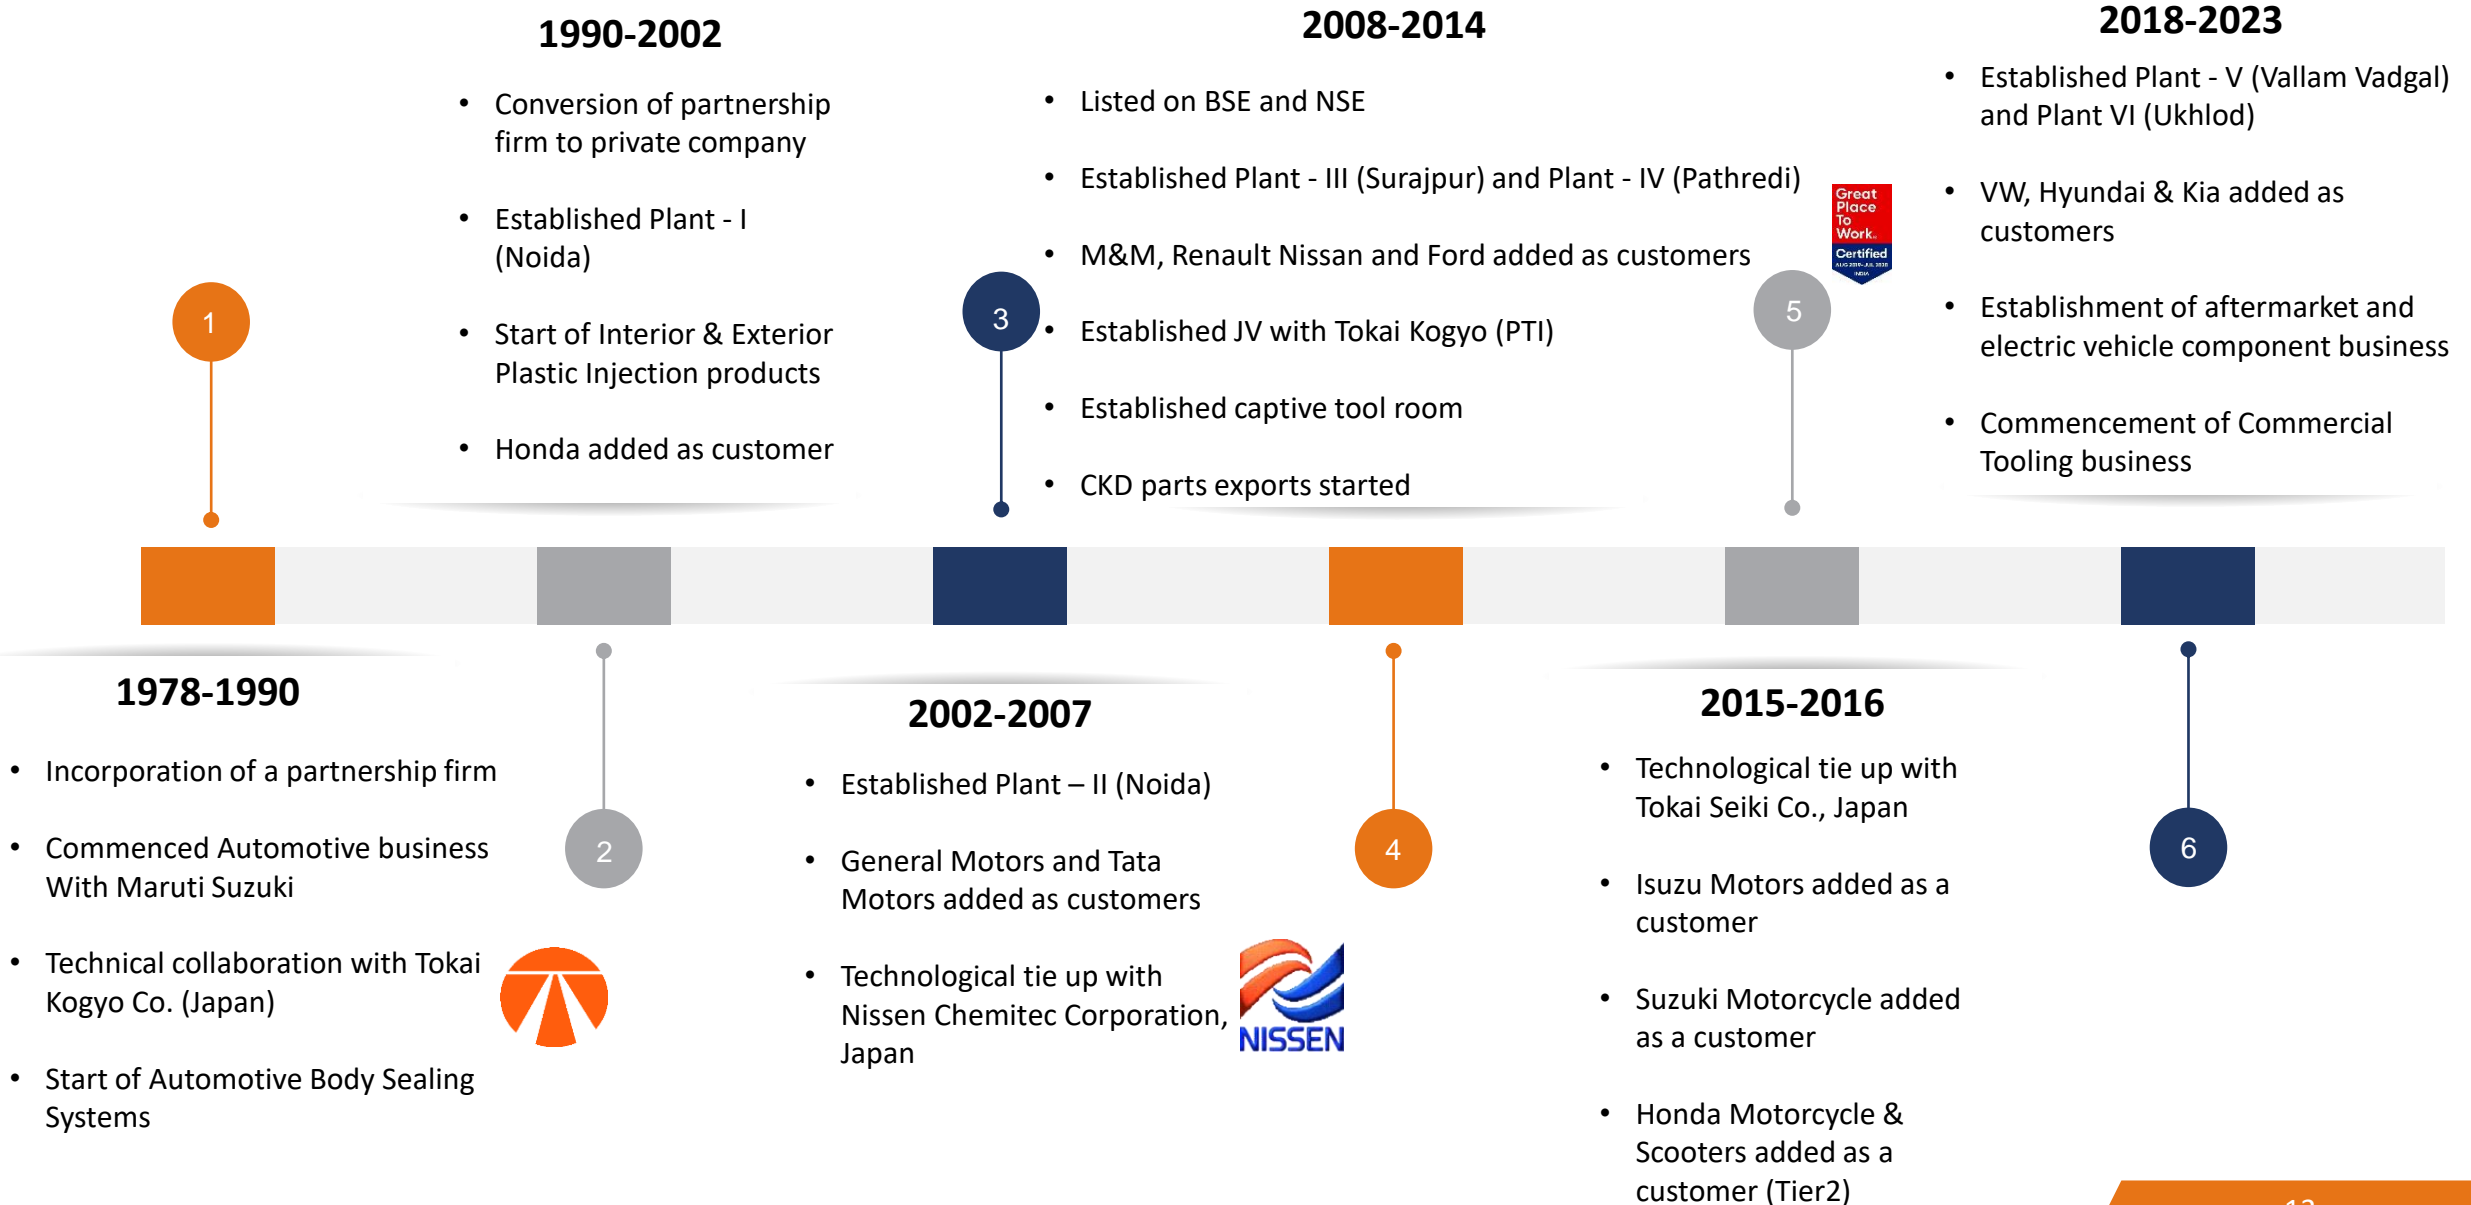 1990-2002
• Conversion of partnership
firm to private company
• Established Plant - I
(Noida)
• Start of Interior & Exterior
Plastic Injection products
• Honda added as customer
2008-2014
• Listed on BSE and NSE
• Established Plant - III (Surajpur) and Plant - IV (Pathredi)
• M&M, Renault Nissan and Ford added as customers
• Established JV with Tokai Kogyo (PTI)
• Established captive tool room
• CKD parts exports started
Great
Place
To
Work.
Certified
INDIA
2018-2023
• Established Plant - V (Vallam Vadgal)
and Plant VI (Ukhlod)
• VW, Hyundai & Kia added as
customers
• Establishment of aftermarket and
electric vehicle component business
• Commencement of Commercial
Tooling business
1
3
5
1978-1990
• Incorporation of a partnership firm
• Commenced Automotive business
With Maruti Suzuki
• Technical collaboration with Tokai
Kogyo Co. (Japan)
• Start of Automotive Body Sealing
Systems
2
2002-2007
• Established Plant – II (Noida)
• General Motors and Tata
Motors added as customers
• Technological tie up with
Nissen Chemitec Corporation,
Japan
NISSEN
4
2015-2016
• Technological tie up with
Tokai Seiki Co., Japan
• Isuzu Motors added as a
customer
• Suzuki Motorcycle added
as a customer
• Honda Motorcycle &
Scooters added as a
customer (Tier2)
6